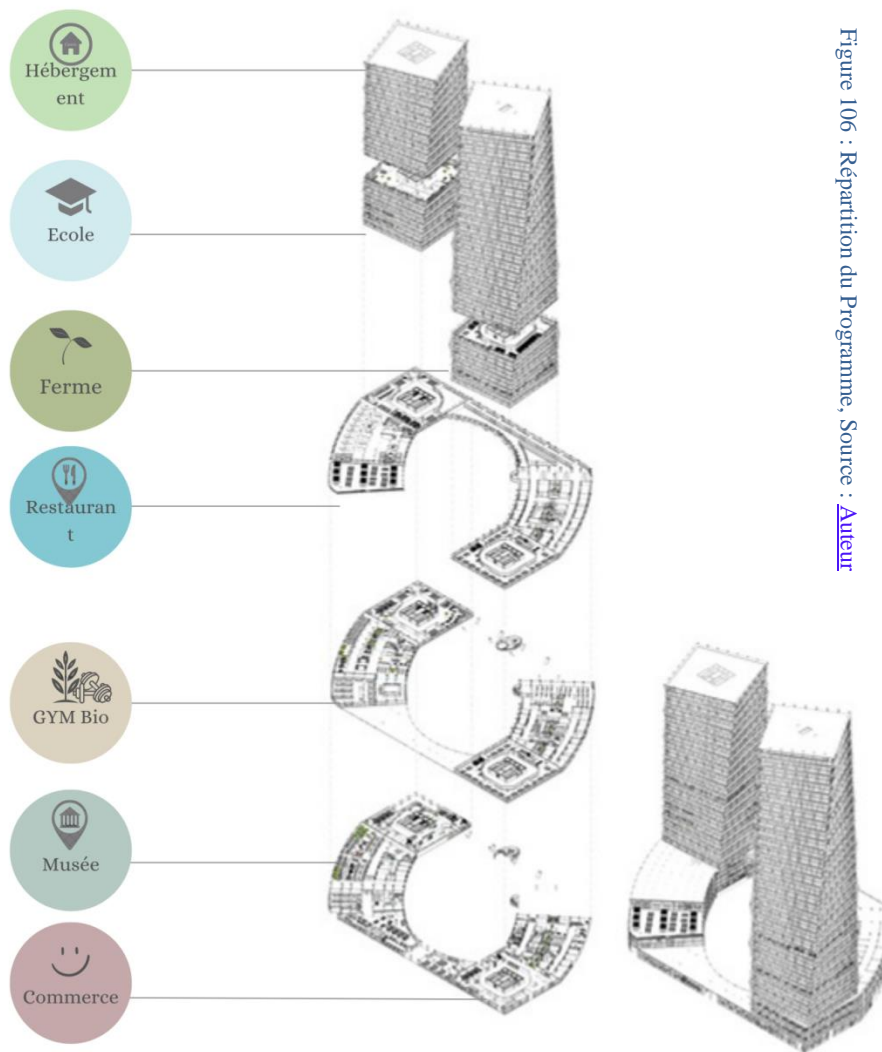 Hébergem
ent
Ecole
Ferme
Restauran
t
GYM Bio
Musée
Commerce
Figure 106 : Répartition du Programme, Source : Auteur